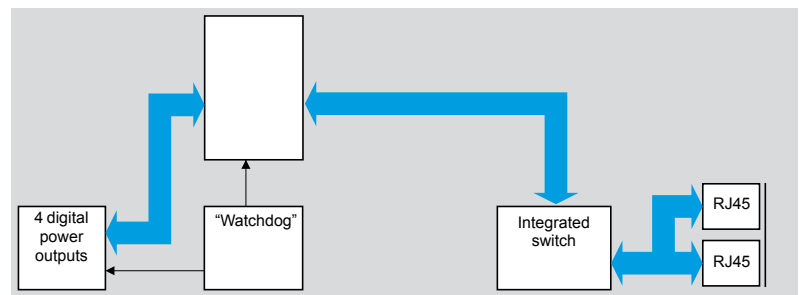 4 digital
power
outputs
“Watchdog”
Integrated
switch
RJ45
RJ45